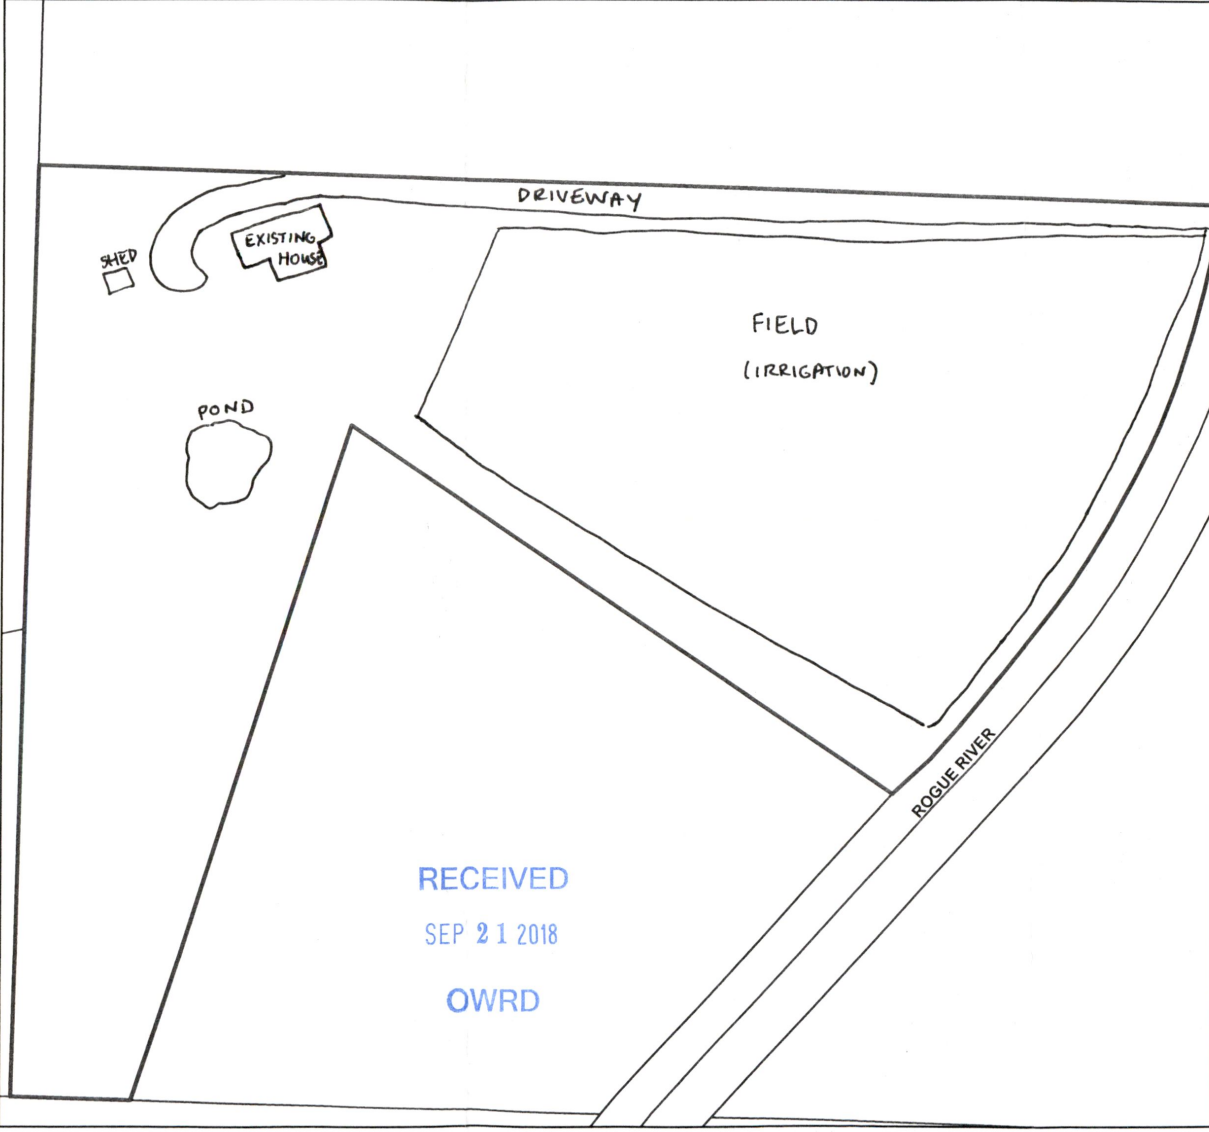 DRIVEWAY
EXISTING
HOUSE
SHED
FIELD
(IRRIGATION)
POND
ROGUE RIVER
RECEIVED
SEP 21 2018
OWRD